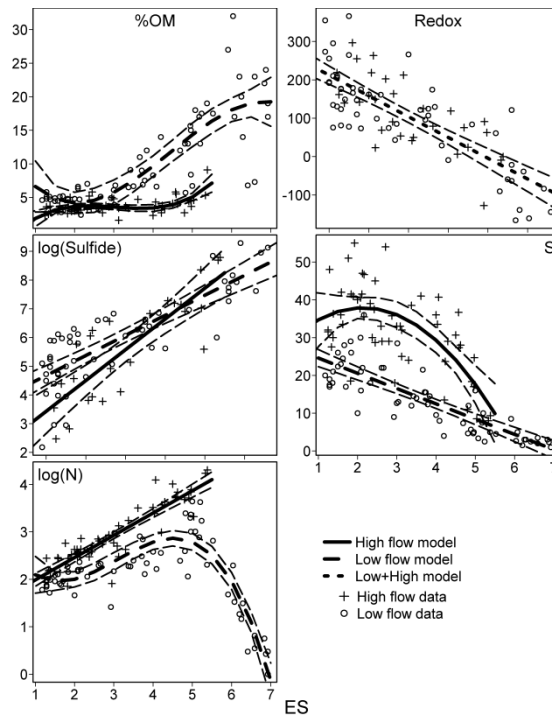 %OM
Redox
30
25
20
15
10
5
300
200
100
0
-100
log(Sulfide)
S
9
8
7
6
5
4
3
2
50
40
30
20
10
0
1 2 3 4 5 6 7
log(N)
4
3
2
1
0
High flow model
Low flow model
Low+High model
High flow data
Low flow data
1 2 3 4 5 6 7
ES